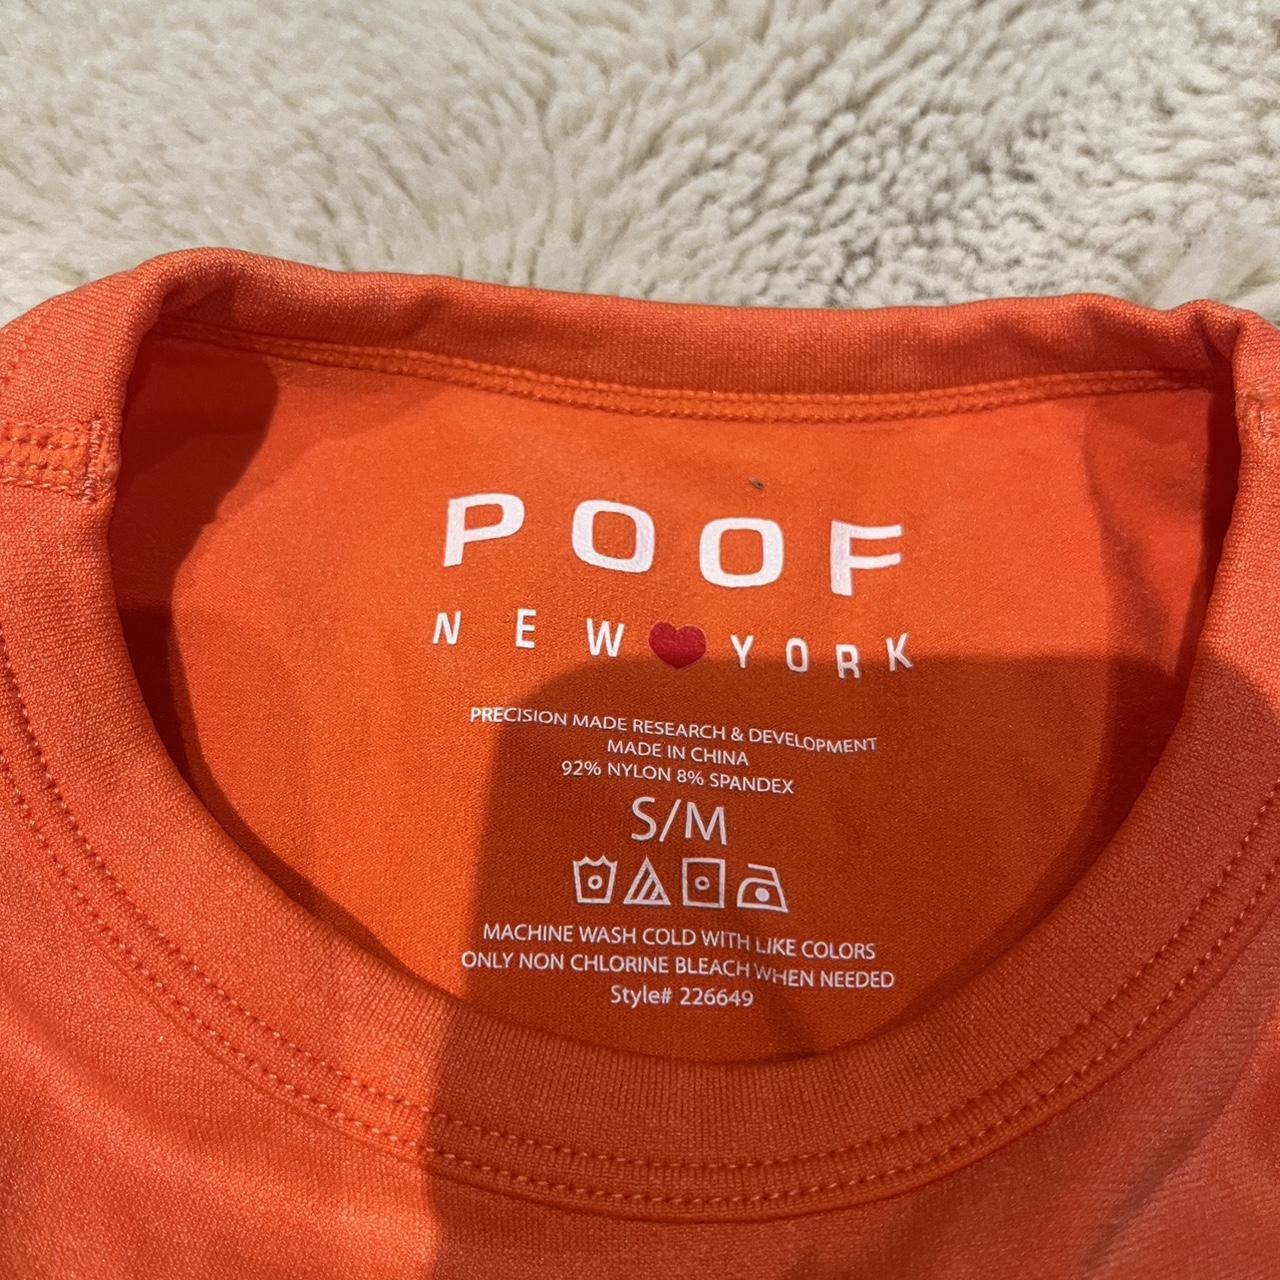 POOF
NEW YORK
PRECISION MADE RESEARCH & DEVELOPMENT
MADE IN CHINA
92% NYLON 8% SPANDEX
S/M
MACHINE WASH COLD WITH LIKE COLORS
ONLY NON CHLORINE BLEACH WHEN NEEDED
Style# 226649